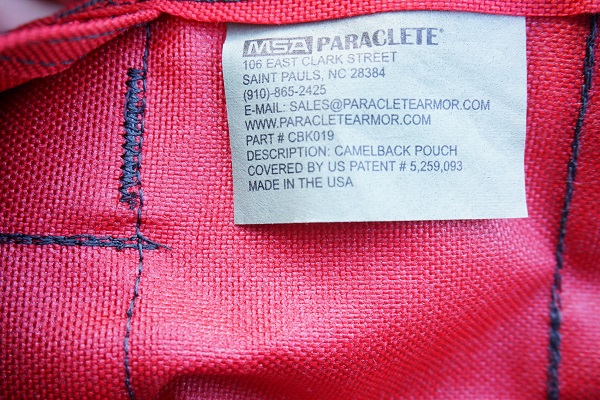 MSA PARACLETE®
106 EAST CLARK STREET
SAINT PAULS, NC 28384
(910)-865-2425
E-MAIL: SALES@PARACLETEARMOR.COM
WWW.PARACLETEARMOR.COM
PART # CBK019
DESCRIPTION: CAMELBACK POUCH
COVERED BY US PATENT # 5,259,093
MADE IN THE USA